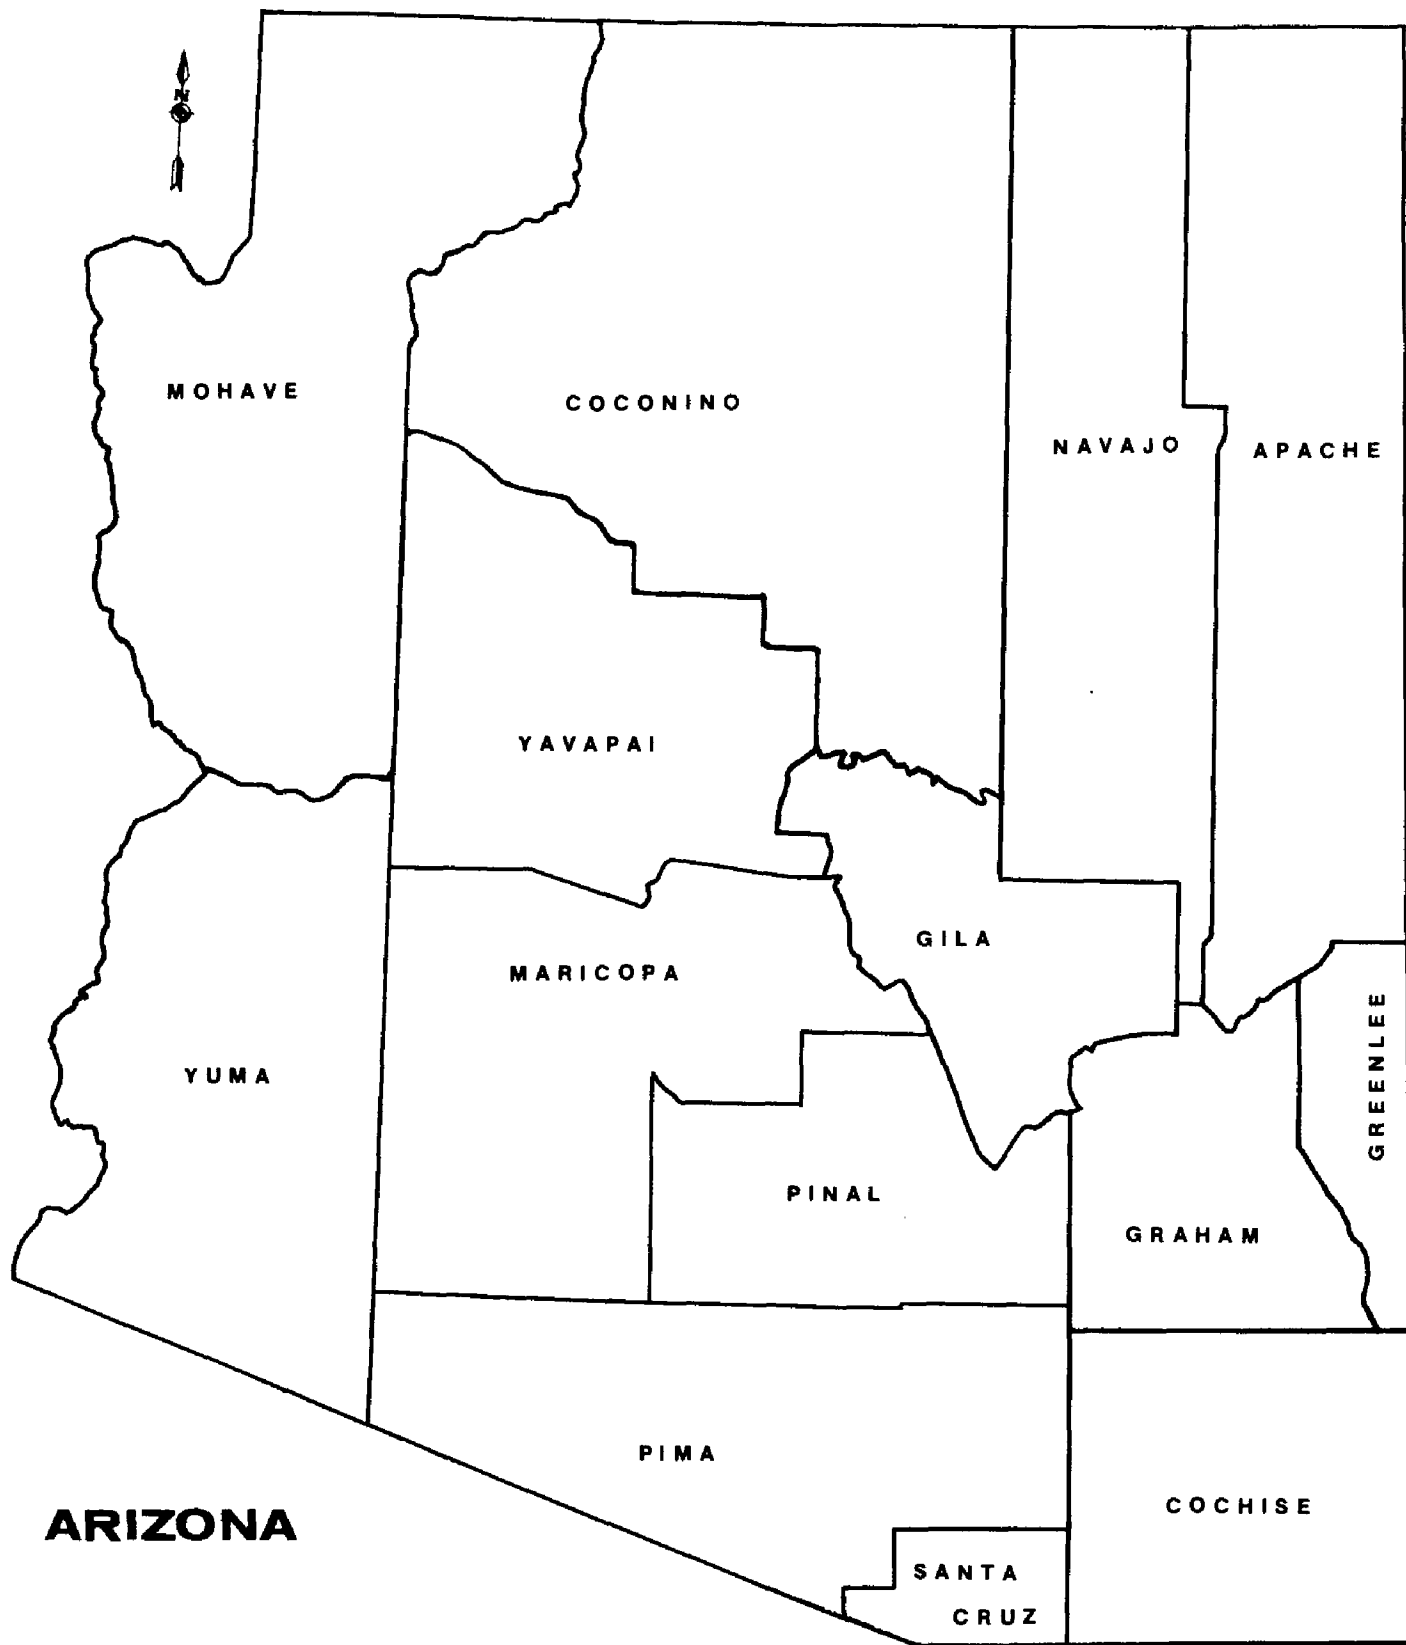 N
MOHAVE
COCONINO
NAVAJO
APACHE
YAVAPAI
GILA
MARICOPA
GREENLEE
YUMA
PINAL
GRAHAM
PIMA
COCHISE
ARIZONA
SANTA
CRUZ